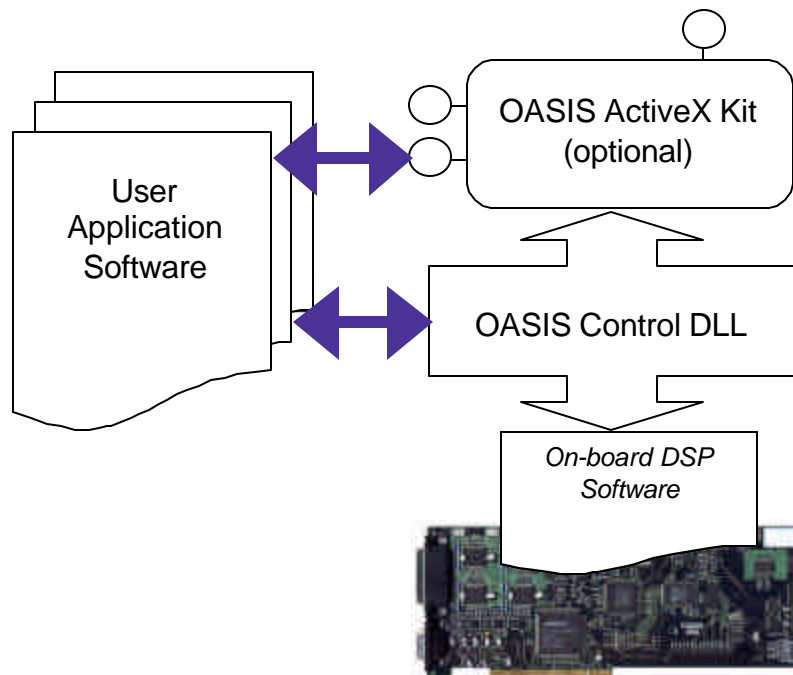 OASIS ActiveX Kit
(optional)
User
Application
Software
OASIS Control DLL
On-board DSP
Software